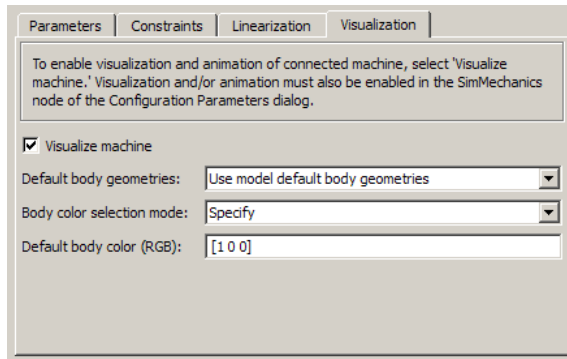 Parameters Constraints Linearization Visualization
To enable visualization and animation of connected machine, select 'Visualize
machine.' Visualization and/or animation must also be enabled in the SimMechanics
node of the Configuration Parameters dialog.
Visualize machine
Default body geometries: Use model default body geometries
Body color selection mode: Specify
Default body color (RGB): [1 0 0]